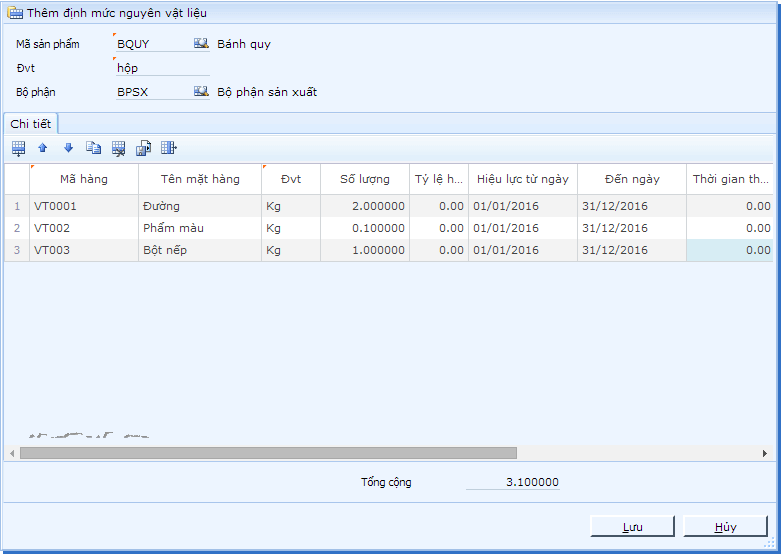 Thêm định mức nguyên vật liệu
Mã sản phẩm BQUY Bánh quy
Đvt hộp
Bộ phận BPSX Bộ phận sản xuất
Chi tiết
Mã hàng Tên mặt hàng Đvt Số lượng Tỷ lệ h... Hiệu lực từ ngày Đến ngày Thời gian th...
1 VT0001 Đường Kg 2.000000 0.00 01/01/2016 31/12/2016 0.00
2 VT002 Phẩm màu Kg 0.100000 0.00 01/01/2016 31/12/2016 0.00
3 VT003 Bột nếp Kg 1.000000 0.00 01/01/2016 31/12/2016 0.00
Tổng cộng 3.100000
Lưu Hủy